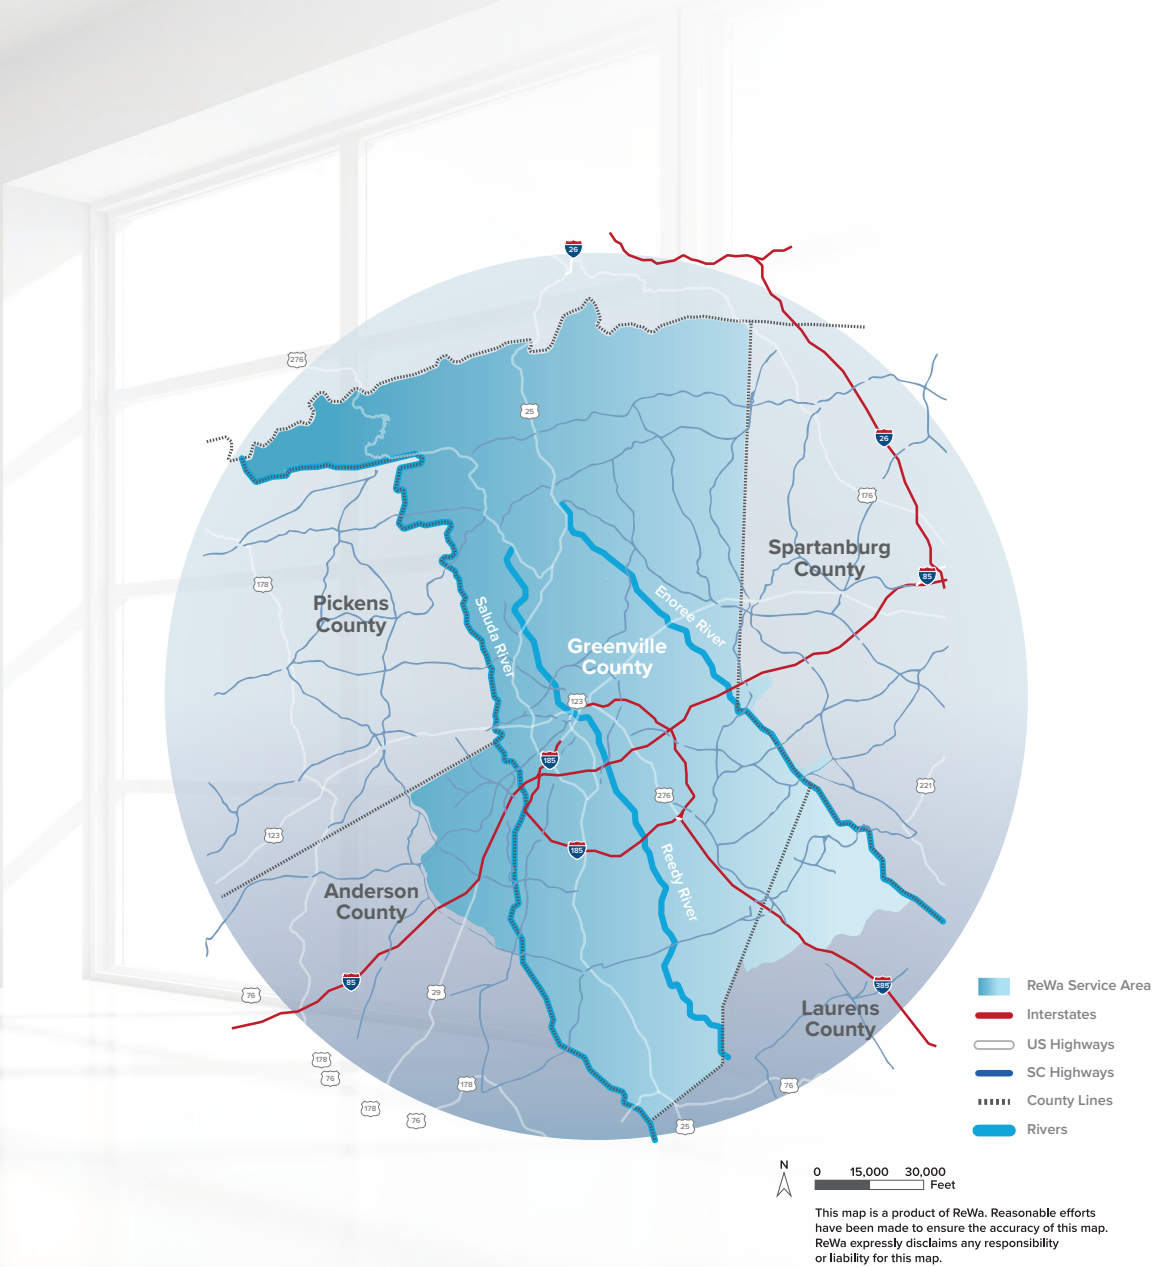 26
276
25
26
176
Spartanburg
County
85
178
Pickens
County
Saluda River
Enoree River
Greenville
County
123
185
276
221
123
185
Reedy River
Anderson
County
85
29
76
385
Laurens
County
178
76
178
76
178
76
25
ReWa Service Area
Interstates
US Highways
SC Highways
County Lines
Rivers
N
0 15,000 30,000
Feet
This map is a product of ReWa. Reasonable efforts
have been made to ensure the accuracy of this map.
ReWa expressly disclaims any responsibility
or liability for this map.